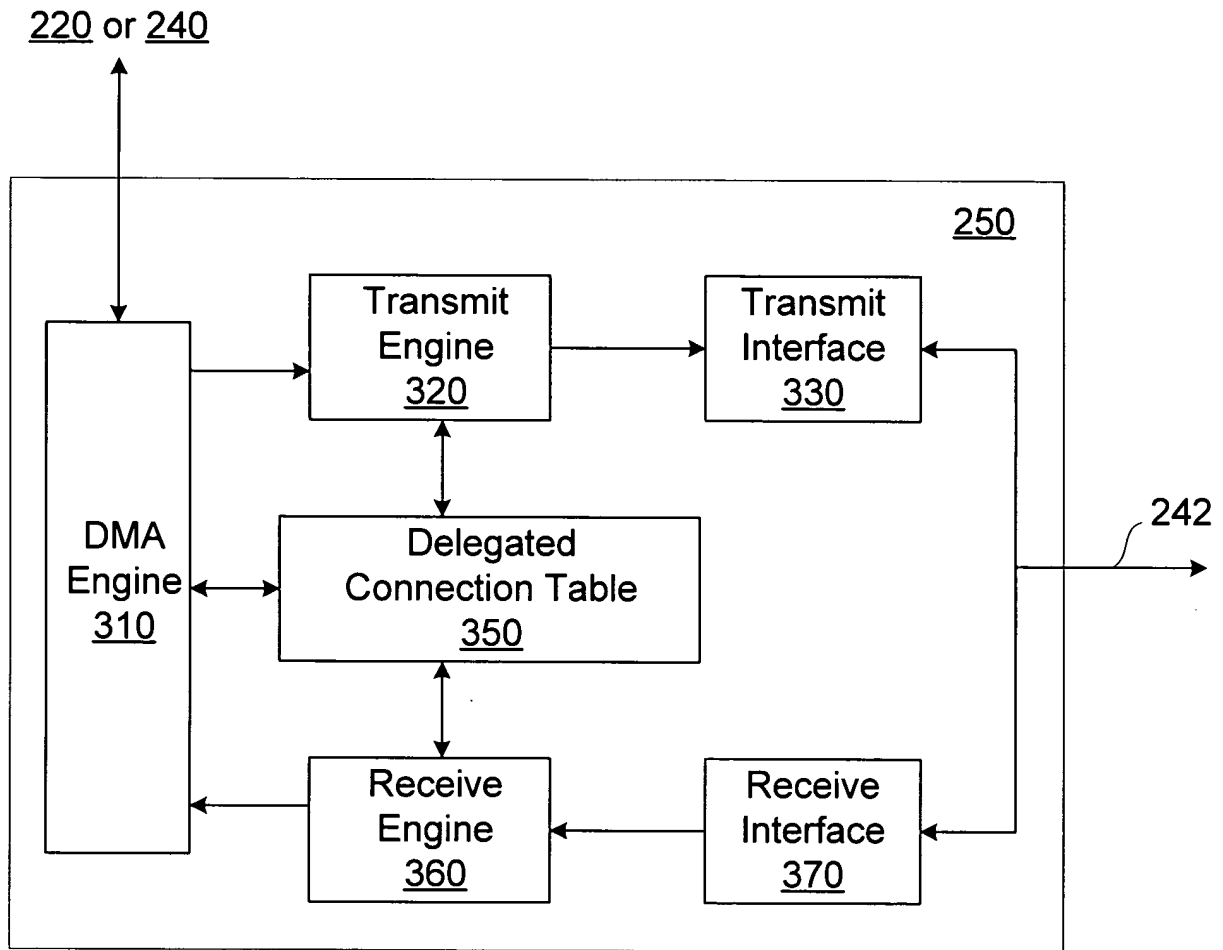 220 or 240
250
Transmit
Engine
320
Transmit
Interface
330
242
DMA
Engine
310
Delegated
Connection Table
350
Receive
Engine
360
Receive
Interface
370